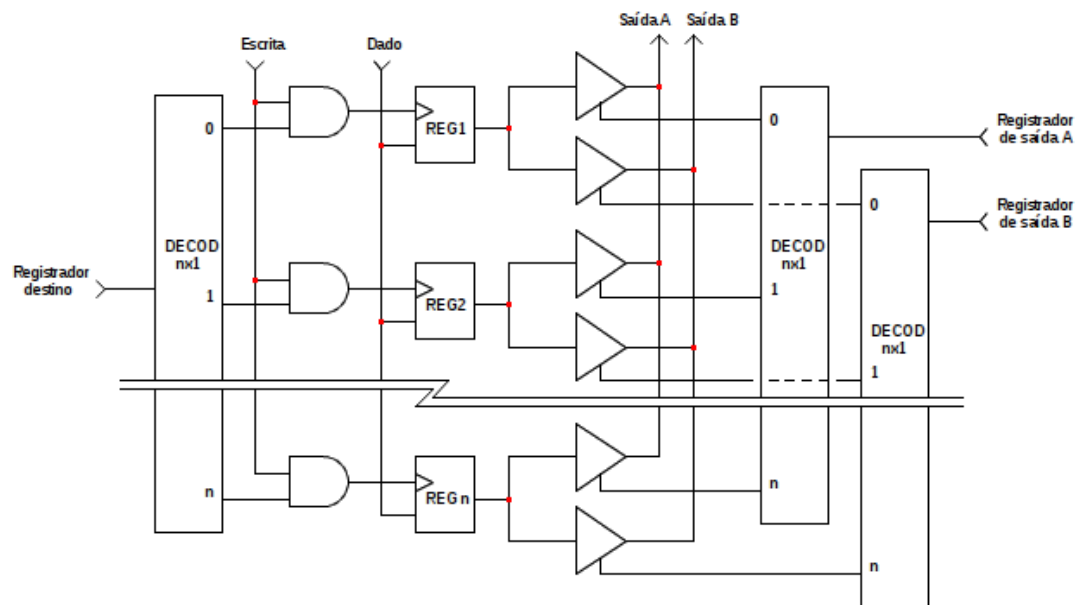 Saída A
Saída B
Escrita
Dado
0
REG1
0
Registrador
de saída A
Registrador
de saída B
0
DECOD
nx1
Registrador
destino
1
REG2
DECOD
nx1
1
DECOD
nx1
1
n
REG n
n
n